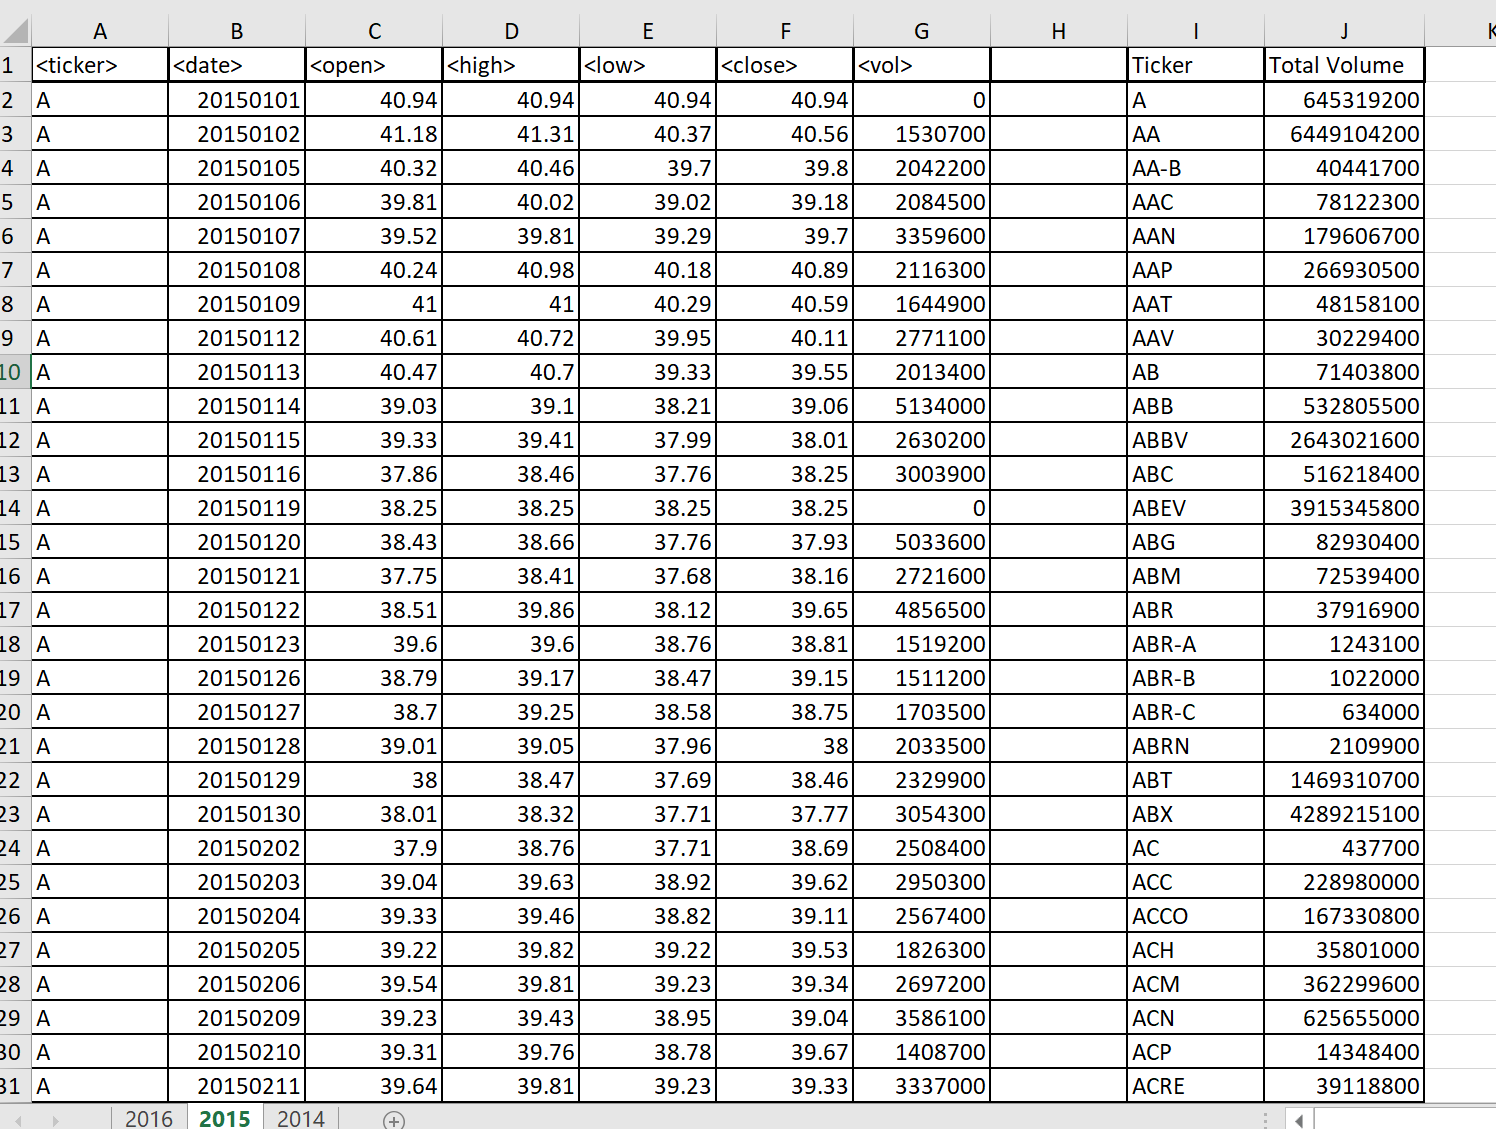 A B C D E F G H I J K
1 <ticker> <date> <open> <high> <low> <close> <vol> Ticker Total Volume
2 A 20150101 40.94 40.94 40.94 40.94 0 A 645319200
3 A 20150102 41.18 41.31 40.37 40.56 1530700 AA 6449104200
4 A 20150105 40.32 40.46 39.7 39.8 2042200 AA-B 40441700
5 A 20150106 39.81 40.02 39.02 39.18 2084500 AAC 78122300
6 A 20150107 39.52 39.81 39.29 39.7 3359600 AAN 179606700
7 A 20150108 40.24 40.98 40.18 40.89 2116300 AAP 266930500
8 A 20150109 41 41 40.29 40.59 1644900 AAT 48158100
9 A 20150112 40.61 40.72 39.95 40.11 2771100 AAV 30229400
10 A 20150113 40.47 40.7 39.33 39.55 2013400 AB 71403800
11 A 20150114 39.03 39.1 38.21 39.06 5134000 ABB 532805500
12 A 20150115 39.33 39.41 37.99 38.01 2630200 ABBV 2643021600
13 A 20150116 37.86 38.46 37.76 38.25 3003900 ABC 516218400
14 A 20150119 38.25 38.25 38.25 38.25 0 ABEV 3915345800
15 A 20150120 38.43 38.66 37.76 37.93 5033600 ABG 82930400
16 A 20150121 37.75 38.41 37.68 38.16 2721600 ABM 72539400
17 A 20150122 38.51 39.86 38.12 39.65 4856500 ABR 37916900
18 A 20150123 39.6 39.6 38.76 38.81 1519200 ABR-A 1243100
19 A 20150126 38.79 39.17 38.47 39.15 1511200 ABR-B 1022000
20 A 20150127 38.7 39.25 38.58 38.75 1703500 ABR-C 634000
21 A 20150128 39.01 39.05 37.96 38 2033500 ABRN 2109900
22 A 20150129 38 38.47 37.69 38.46 2329900 ABT 1469310700
23 A 20150130 38.01 38.32 37.71 37.77 3054300 ABX 4289215100
24 A 20150202 37.9 38.76 37.71 38.69 2508400 AC 437700
25 A 20150203 39.04 39.63 38.92 39.62 2950300 ACC 228980000
26 A 20150204 39.33 39.46 38.82 39.11 2567400 ACCO 167330800
27 A 20150205 39.22 39.82 39.22 39.53 1826300 ACH 35801000
28 A 20150206 39.54 39.81 39.23 39.34 2697200 ACM 362299600
29 A 20150209 39.23 39.43 38.95 39.04 3586100 ACN 625655000
30 A 20150210 39.31 39.76 38.78 39.67 1408700 ACP 14348400
31 A 20150211 39.64 39.81 39.23 39.33 3337000 ACRE 39118800
2016 2015 2014